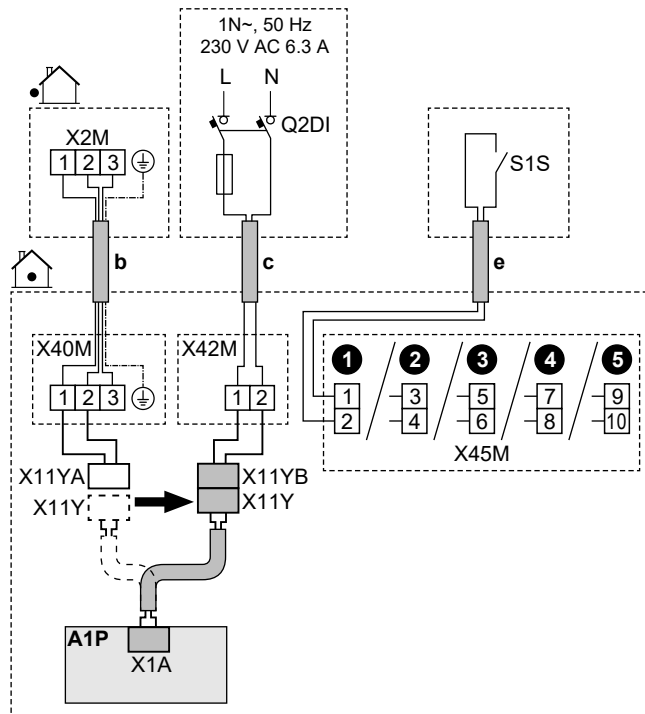 1N~, 50 Hz
230 V AC 6.3 A
L N
Q2DI
X2M
1 2 3
S1S
b
c
e
X40M
1 2 3
X42M
1 2
1 2 3 4 5
1 3 5 7 9
2 4 6 8 10
X45M
X11YA
X11YB
X11Y
X11Y
A1P
X1A